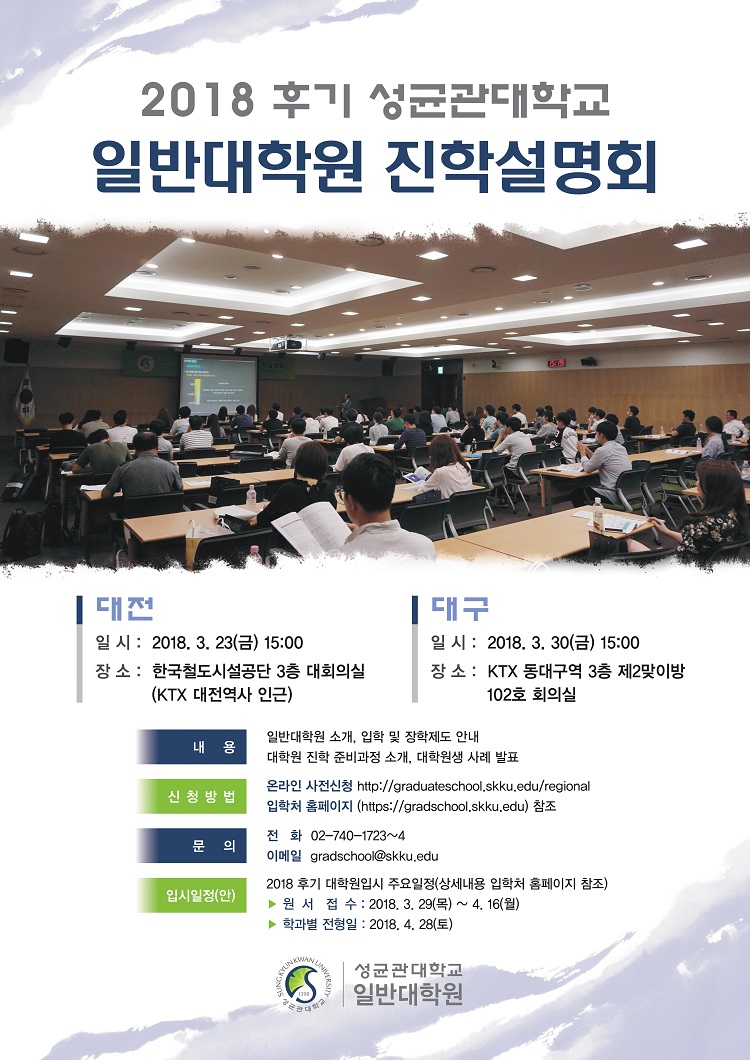 2018 후기 성균관대학교
일반대학원 진학설명회
대전
일 시 : 2018. 3. 23(금) 15:00
장 소 : 한국철도시설공단 3층 대회의실
(KTX 대전역사 인근)
대구
일 시 : 2018. 3. 30(금) 15:00
장 소 : KTX 동대구역 3층 제2맞이방
102호 회의실
내 용
일반대학원 소개, 입학 및 장학제도 안내
대학원 진학 준비과정 소개, 대학원생 사례 발표
신 청 방 법
온라인 사전신청 http://graduateschool.skku.edu/regional
입학처 홈페이지 (https://gradschool.skku.edu) 참조
문 의
전 화 02-740-1723~4
이메일 gradschool@skku.edu
입시일정(안)
2018 후기 대학원입시 주요일정(상세내용 입학처 홈페이지 참조)
▶ 원 서 접 수 : 2018. 3. 29(목) ~ 4. 16(월)
▶ 학과별 전형일 : 2018. 4. 28(토)
SUNGKYUNKWAN UNIVERSITY
1398
성균관대학교
성균관대학교
일반대학원